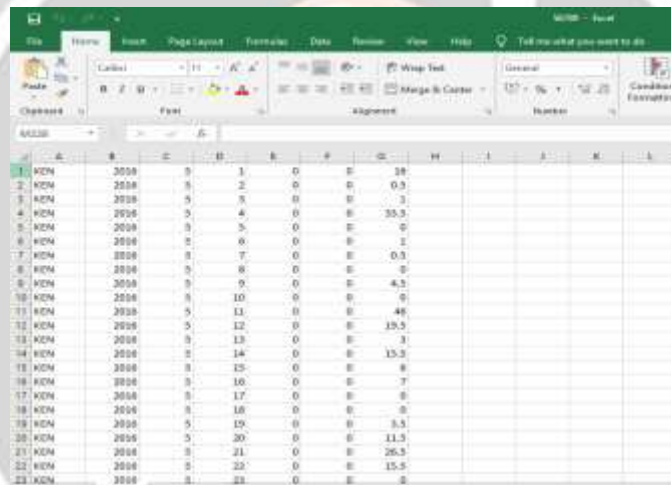 Excel
File Home Insert Page Layout Formulas Data Review View Help Tell me what you want to do
Calibri 11 Wrap Text General
Paste B I U Merge & Center Conditional
Clipboard Font Alignment Number
A B C D E F G H I J K L
1 KEN 2016 5 1 0 0 16
2 KEN 2016 5 2 0 0 0.5
3 KEN 2016 5 3 0 0 1
4 KEN 2016 5 4 0 0
5 KEN 2016 5 5 0 0 0
6 KEN 2016 5 6 0 0
7 KEN 2016 5 7 0 0 0.5
8 KEN 2016 5 8 0 0 0
9 KEN 2016 5 9 0 0 4.5
10 KEN 2016 5 10 0 0 0
11 KEN 2016 5 11 0 0
12 KEN 2016 5 12 0 0 19.5
13 KEN 2016 5 13 0 0 3
14 KEN 2016 5 14 0 0 15.5
15 KEN 2016 5 15 0 0
16 KEN 2016 5 16 0 0 7
17 KEN 2016 5 17 0 0 0
18 KEN 2016 5 18 0 0 0
19 KEN 2016 5 19 0 0 3.5
20 KEN 2016 5 20 0 0 11.5
21 KEN 2016 5 21 0 0 26.5
22 KEN 2016 5 22 0 0 15.5
23 KEN 2016 5 23 0 0 0